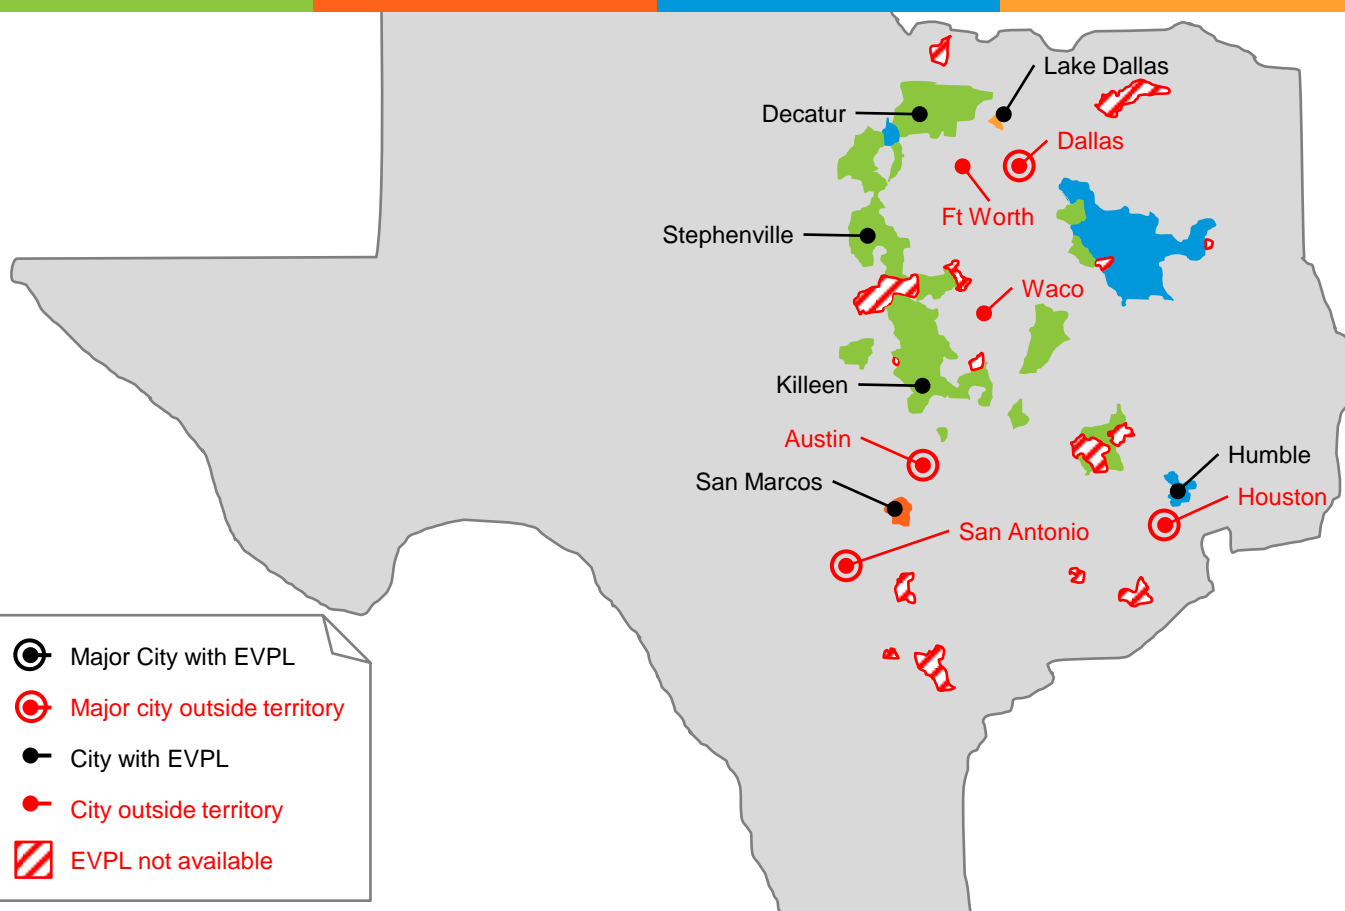 Lake Dallas
Decatur
Dallas
Ft Worth
Stephenville
Waco
Killeen
Austin
San Marcos
Humble
Houston
San Antonio
Major City with EVPL
Major city outside territory
City with EVPL
City outside territory
EVPL not available